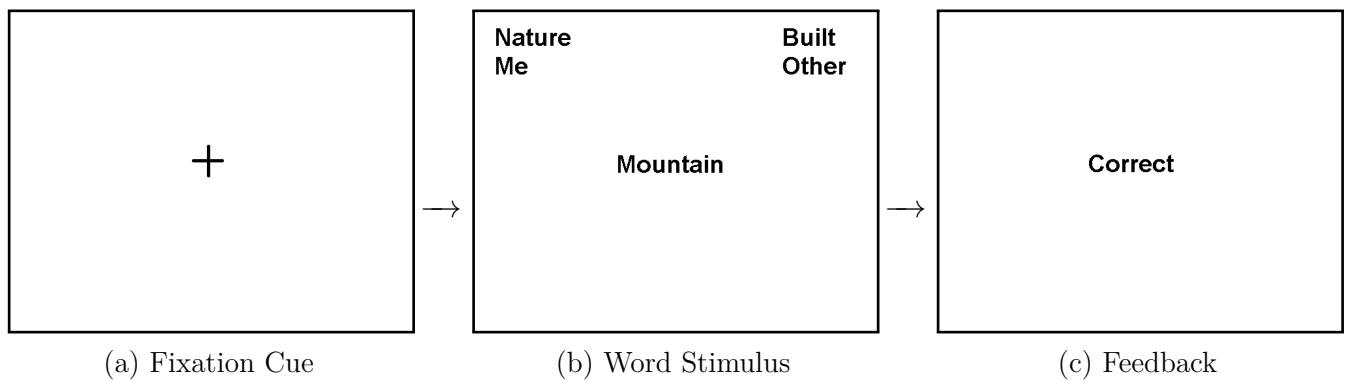 Nature
Me
Built
Other
Mountain
Correct
(a) Fixation Cue
(b) Word Stimulus
(c) Feedback